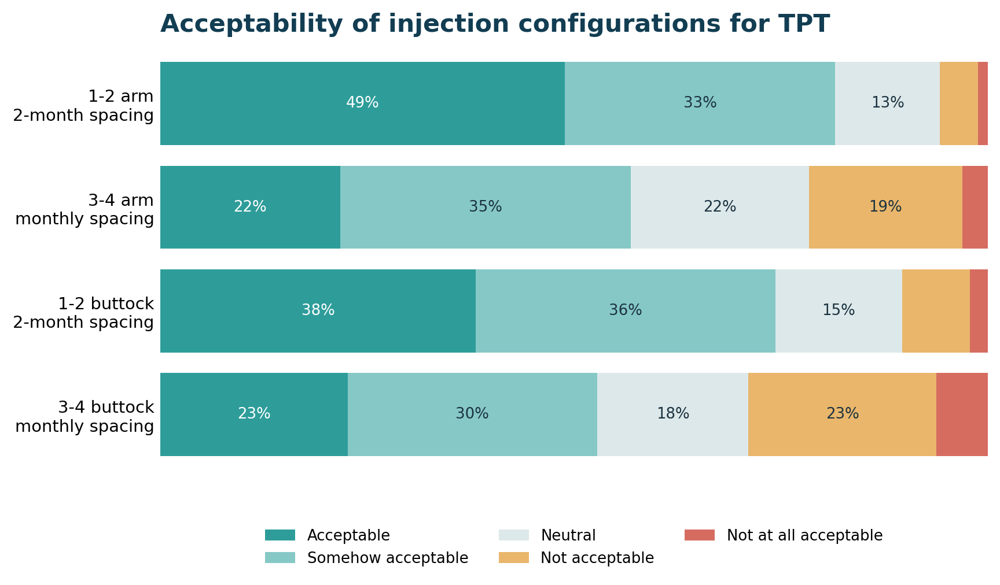 Acceptability of injection configurations for TPT
1-2 arm
2-month spacing
49%
33%
13%
3-4 arm
monthly spacing
22%
35%
22%
19%
1-2 buttock
2-month spacing
38%
36%
15%
3-4 buttock
monthly spacing
23%
30%
18%
23%
Acceptable
Somehow acceptable
Neutral
Not acceptable
Not at all acceptable